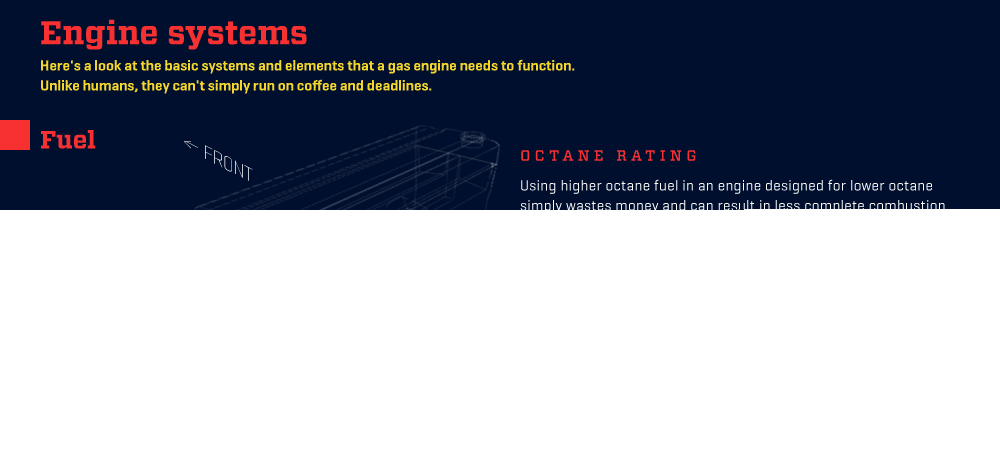 Engine systems
Here's a look at the basic systems and elements that a gas engine needs to function.
Unlike humans, they can't simply run on coffee and deadlines.
Fuel
FRONT
OCTANE RATING
Using higher octane fuel in an engine designed for lower octane
simply wastes money and can result in less complete combustion